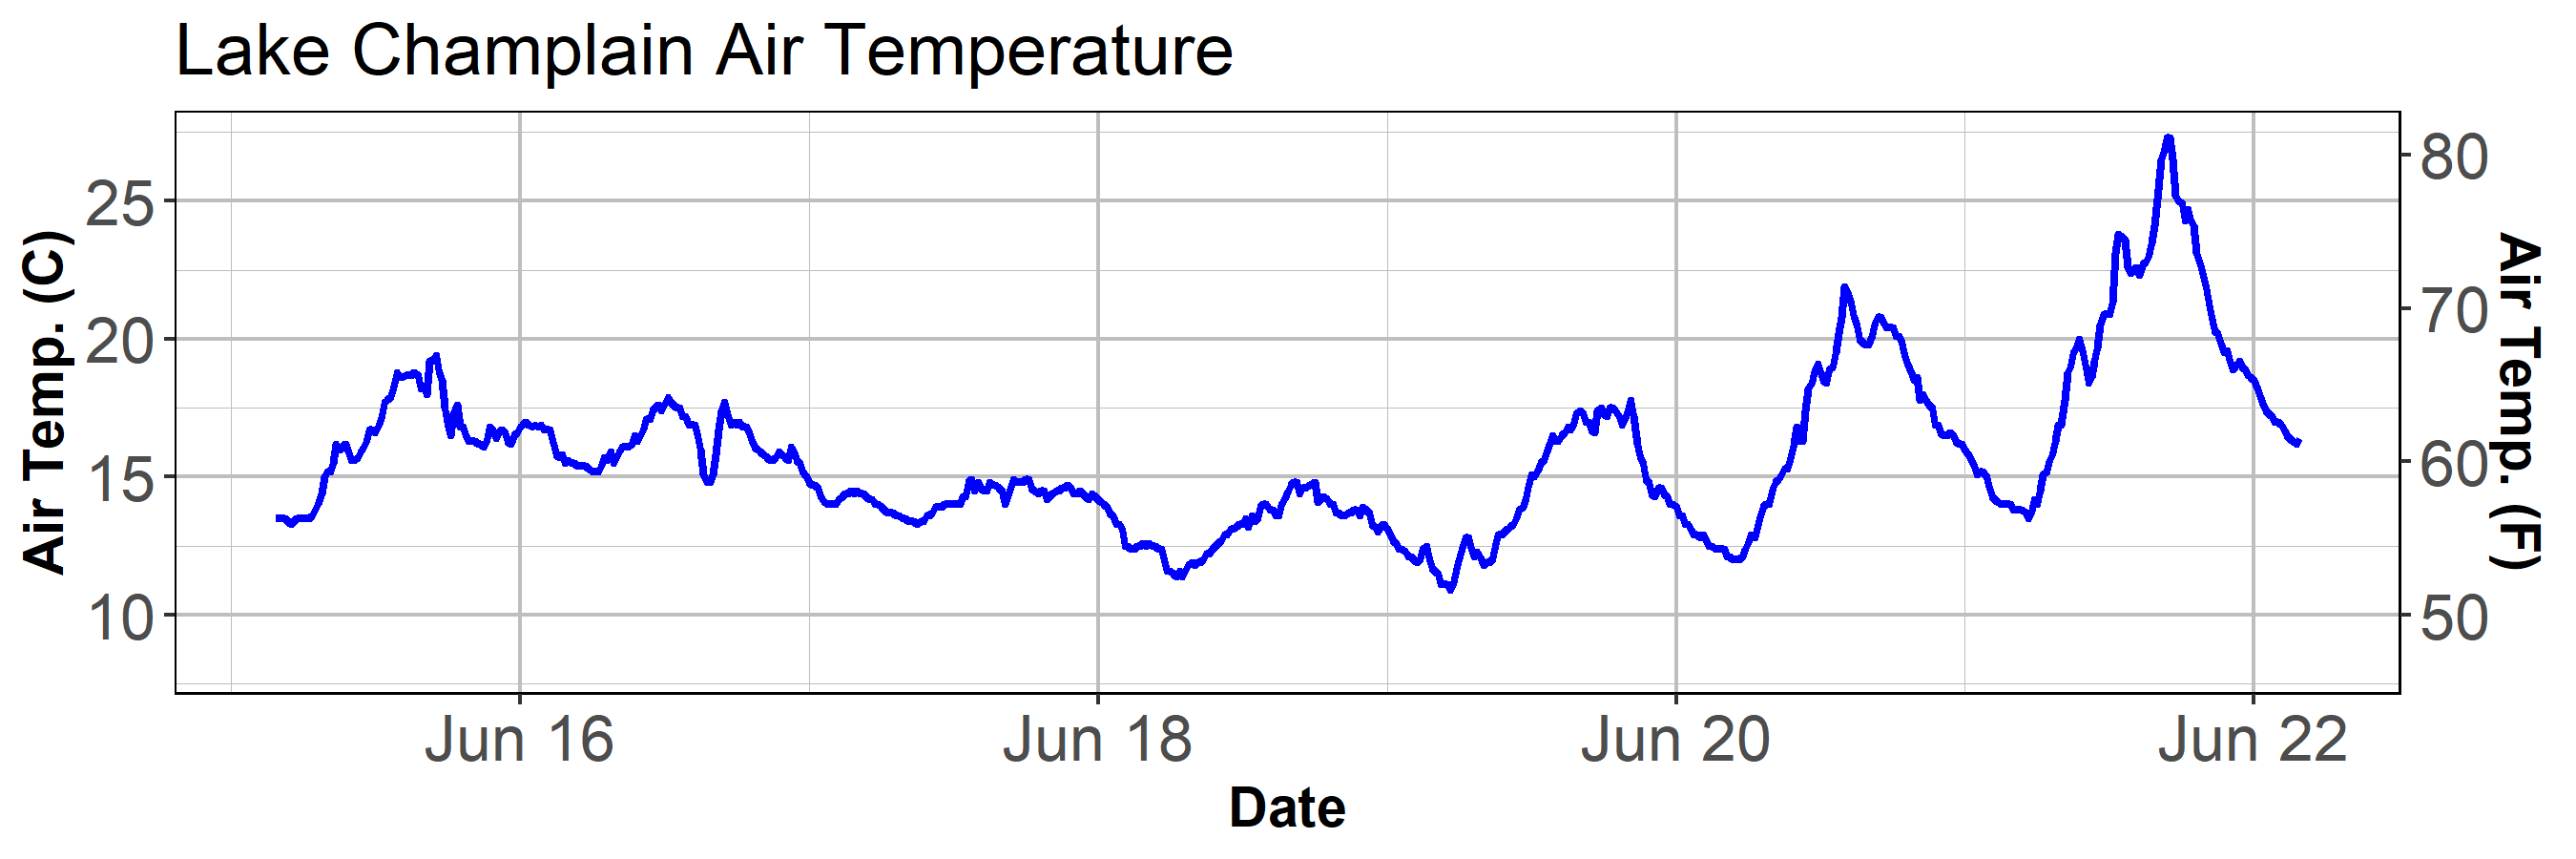 Lake Champlain Air Temperature
Air Temp. (C)
25
20
15
10
80
70
60
50
Air Temp. (F)
Jun 16
Jun 18
Jun 20
Jun 22
Date